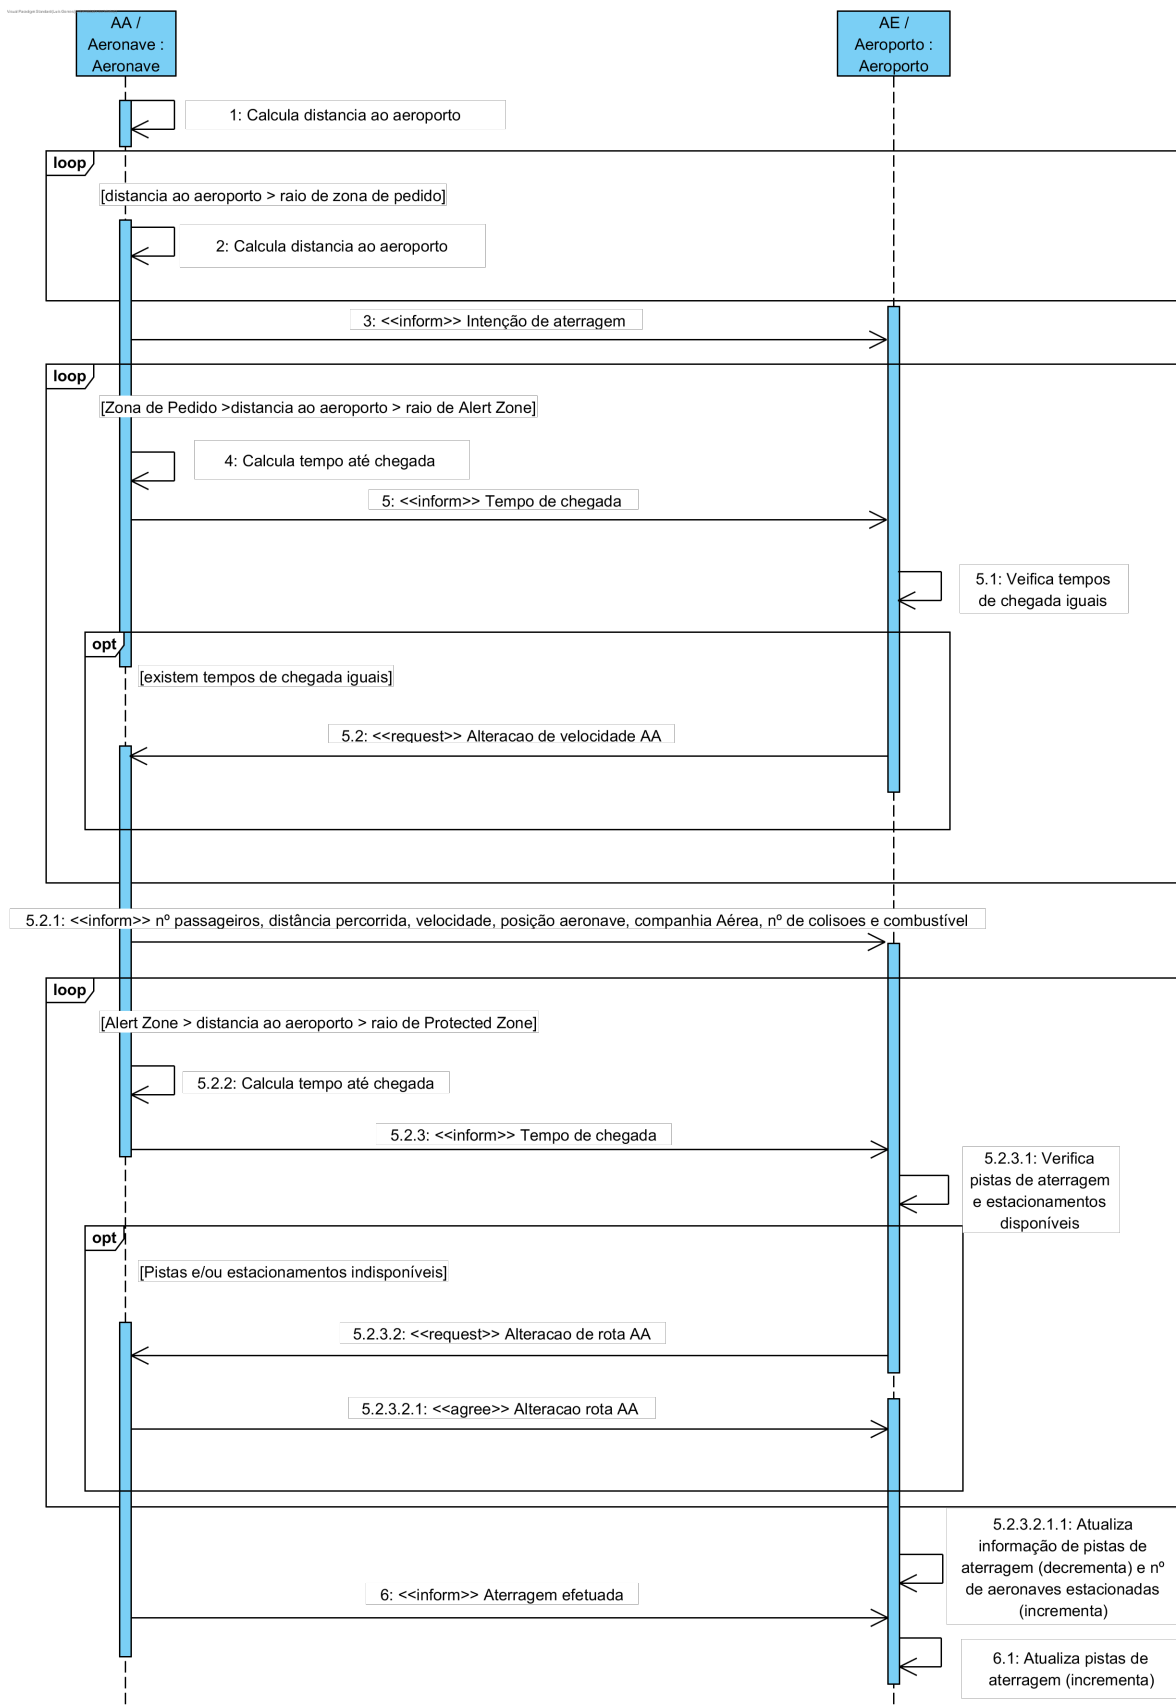 AA /
Aeronave :
Aeronave
AE /
Aeroporto :
Aeroporto
1: Calcula distancia ao aeroporto
loop
[distancia ao aeroporto > raio de zona de pedido]
2: Calcula distancia ao aeroporto
3: <<inform>> Intenção de aterragem
loop
[Zona de Pedido >distancia ao aeroporto > raio de Alert Zone]
4: Calcula tempo até chegada
5: <<inform>> Tempo de chegada
5.1: Veifica tempos
de chegada iguais
opt
[existem tempos de chegada iguais]
5.2: <<request>> Alteracao de velocidade AA
5.2.1: <<inform>> nº passageiros, distância percorrida, velocidade, posição aeronave, companhia Aérea, nº de colisoes e combustível
loop
[Alert Zone > distancia ao aeroporto > raio de Protected Zone]
5.2.2: Calcula tempo até chegada
5.2.3: <<inform>> Tempo de chegada
5.2.3.1: Verifica
pistas de aterragem
e estacionamentos
disponíveis
opt
[Pistas e/ou estacionamentos indisponíveis]
5.2.3.2: <<request>> Alteracao de rota AA
5.2.3.2.1: <<agree>> Alteracao rota AA
5.2.3.2.1.1: Atualiza
informação de pistas de
aterragem (decrementa) e nº
de aeronaves estacionadas
(incrementa)
6: <<inform>> Aterragem efetuada
6.1: Atualiza pistas de
aterragem (incrementa)